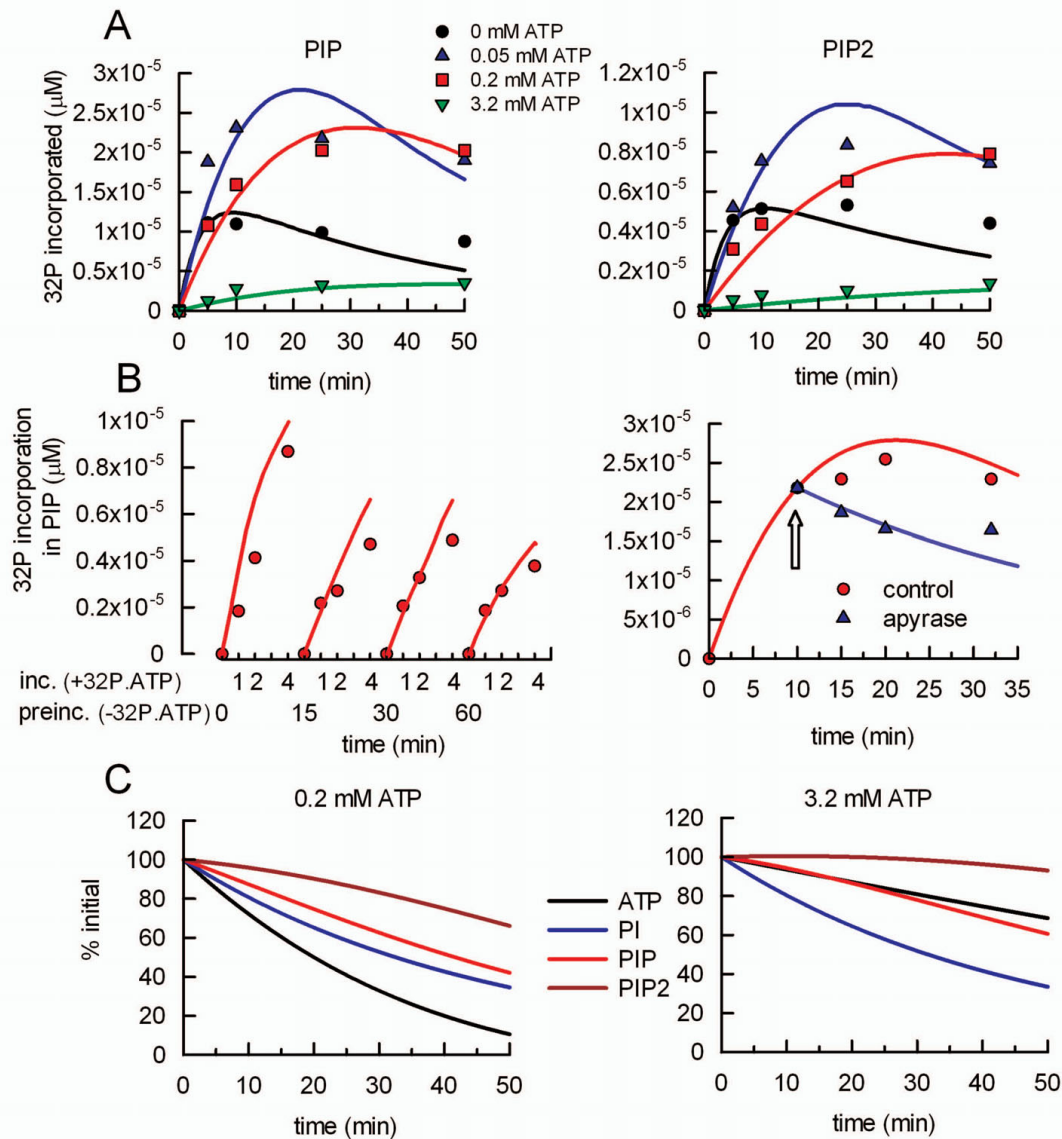 A
PIP
0 mM ATP
0.05 mM ATP
0.2 mM ATP
3.2 mM ATP
PIP2
32P incorporated (μM)
3x10⁻⁵
2.5x10⁻⁵
2x10⁻⁵
1.5x10⁻⁵
1x10⁻⁵
0.5x10⁻⁵
0
0 10 20 30 40 50
time (min)
1.2x10⁻⁵
1x10⁻⁵
0.8x10⁻⁵
0.6x10⁻⁵
0.4x10⁻⁵
0.2x10⁻⁵
0
0 10 20 30 40 50
time (min)
B
32P incorporation
in PIP (μM)
1x10⁻⁵
0.8x10⁻⁵
0.6x10⁻⁵
0.4x10⁻⁵
0.2x10⁻⁵
0
inc. (+32P.ATP) 1 2 4 1 2 4 1 2 4 1 2 4
preinc. (-32P.ATP) 0 15 30 60
time (min)
3x10⁻⁵
2.5x10⁻⁵
2x10⁻⁵
1.5x10⁻⁵
1x10⁻⁵
5x10⁻⁶
0
control
apyrase
0 5 10 15 20 25 30 35
time (min)
C
0.2 mM ATP
% initial
120
100
80
60
40
20
0
0 10 20 30 40 50
time (min)
ATP
PI
PIP
PIP2
3.2 mM ATP
120
100
80
60
40
20
0
0 10 20 30 40 50
time (min)